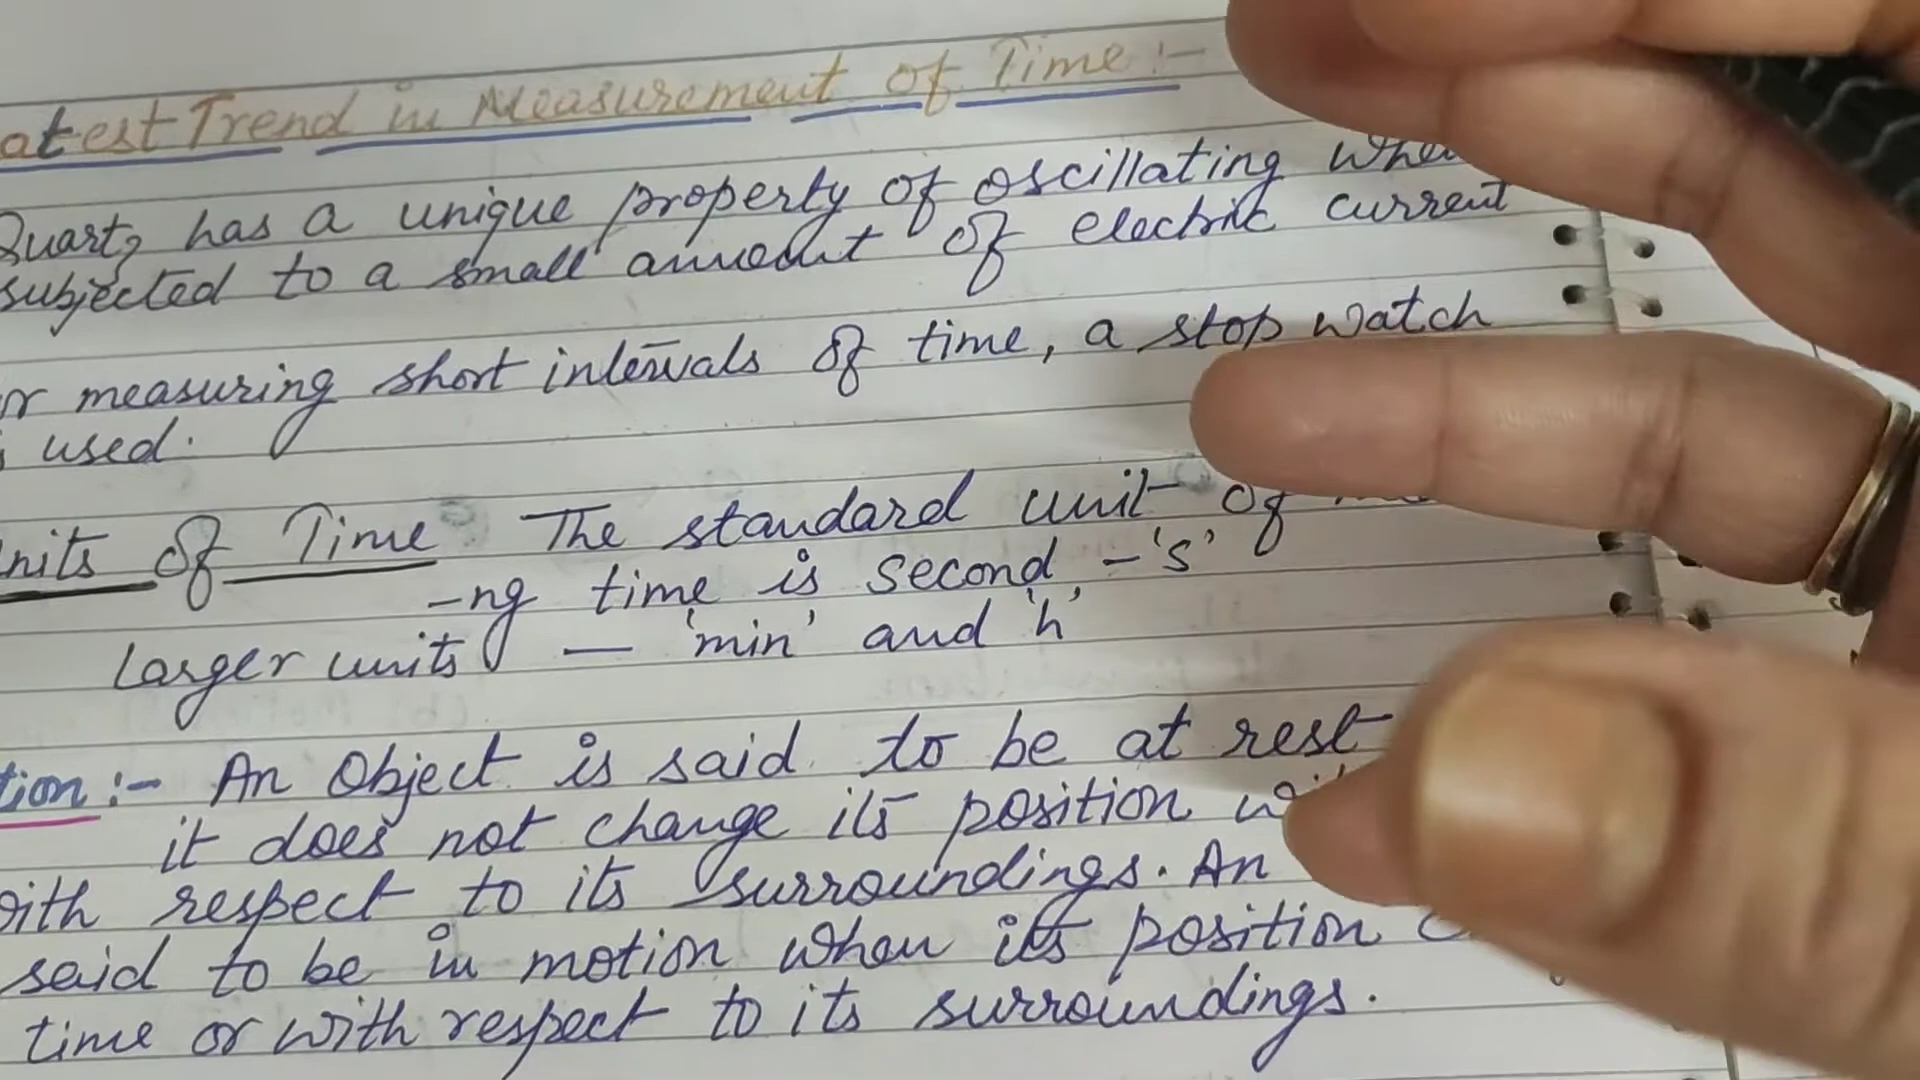 atest Trend in Measurement of Time :-
Quartz has a unique property of oscillating
subjected to a small amount of electric current
or measuring short intervals of time, a stop watch
used.
nits of Time The standard unit of
-ng time is second, - 's'
Larger units — 'min' and 'h'
tion :- An Object is said to be at rest
it does not change its position
ith respect to its surroundings. An
said to be in motion when its position
time or with respect to its surroundings.